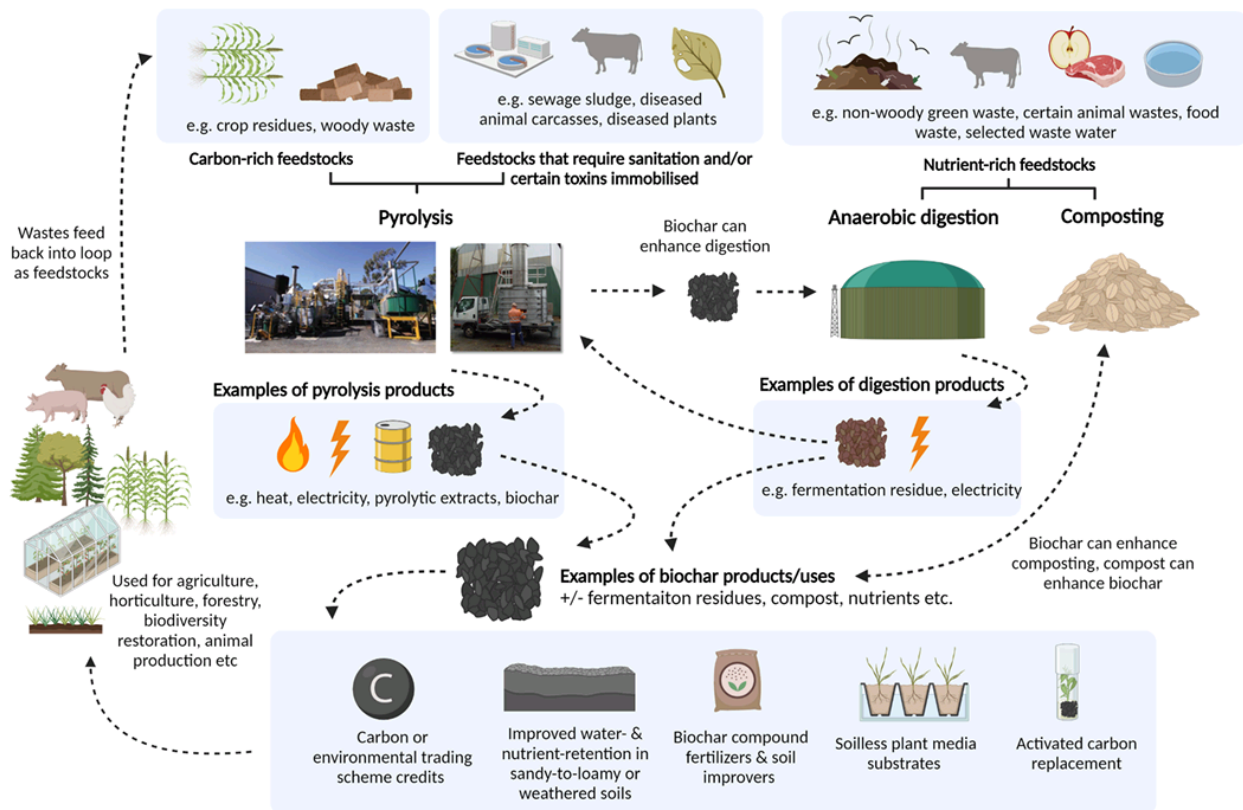 e.g. crop residues, woody waste
e.g. sewage sludge, diseased
animal carcasses, diseased plants
e.g. non-woody green waste, certain animal wastes, food
waste, selected waste water
Carbon-rich feedstocks
Feedstocks that require sanitation and/or
certain toxins immobilised
Nutrient-rich feedstocks
Pyrolysis
Anaerobic digestion
Composting
Wastes feed
back into loop
as feedstocks
Biochar can
enhance digestion
Examples of pyrolysis products
Examples of digestion products
e.g. heat, electricity, pyrolytic extracts, biochar
e.g. fermentation residue, electricity
Biochar can enhance
composting, compost can
enhance biochar
Examples of biochar products/uses
+/- fermentaiton residues, compost, nutrients etc.
Used for agriculture,
horticulture, forestry,
biodiversity
restoration, animal
production etc
C
Carbon or
environmental trading
scheme credits
Improved water- &
nutrient-retention in
sandy-to-loamy or
weathered soils
Biochar compound
fertilizers & soil
improvers
Soilless plant media
substrates
Activated carbon
replacement